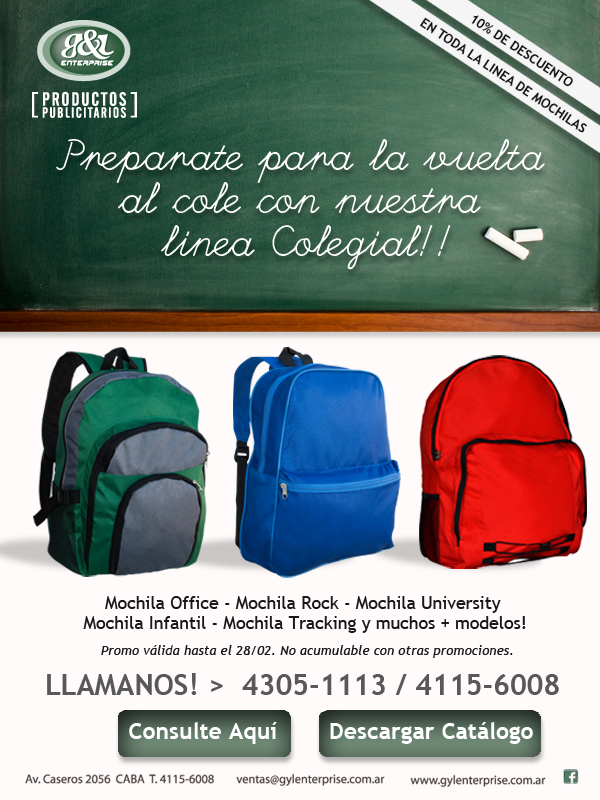 g&l
ENTERPRISE
[PRODUCTOS
PUBLICITARIOS]
10% DE DESCUENTO
EN TODA LA LINEA DE MOCHILAS
Preparate para la vuelta
al cole con nuestra
linea Colegial!!
Mochila Office - Mochila Rock - Mochila University
Mochila Infantil - Mochila Tracking y muchos + modelos!
Promo válida hasta el 28/02. No acumulable con otras promociones.
LLAMANOS! > 4305-1113 / 4115-6008
Consulte Aquí
Descargar Catálogo
Av. Caseros 2056 CABA T. 4115-6008 ventas@gylenterprise.com.ar www.gylenterprise.com.ar f